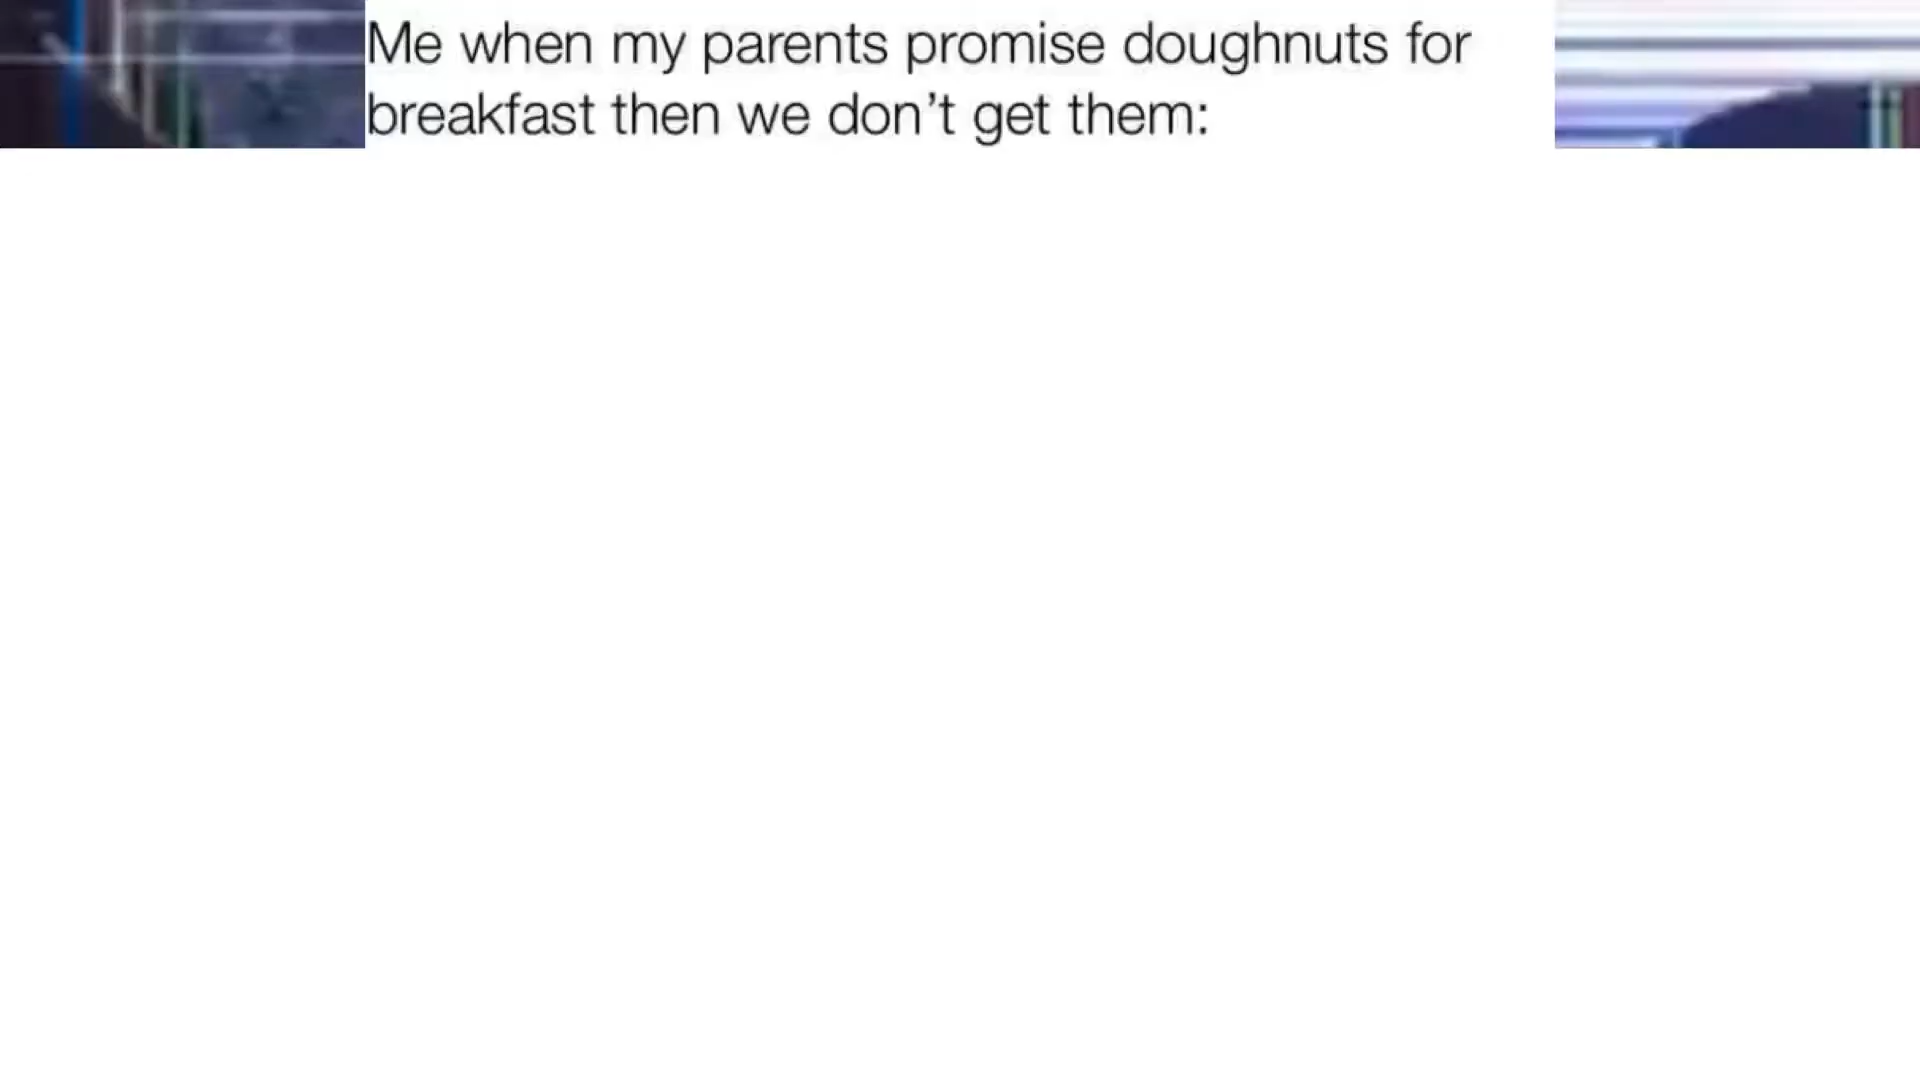 Me when my parents promise doughnuts for
breakfast then we don’t get them: